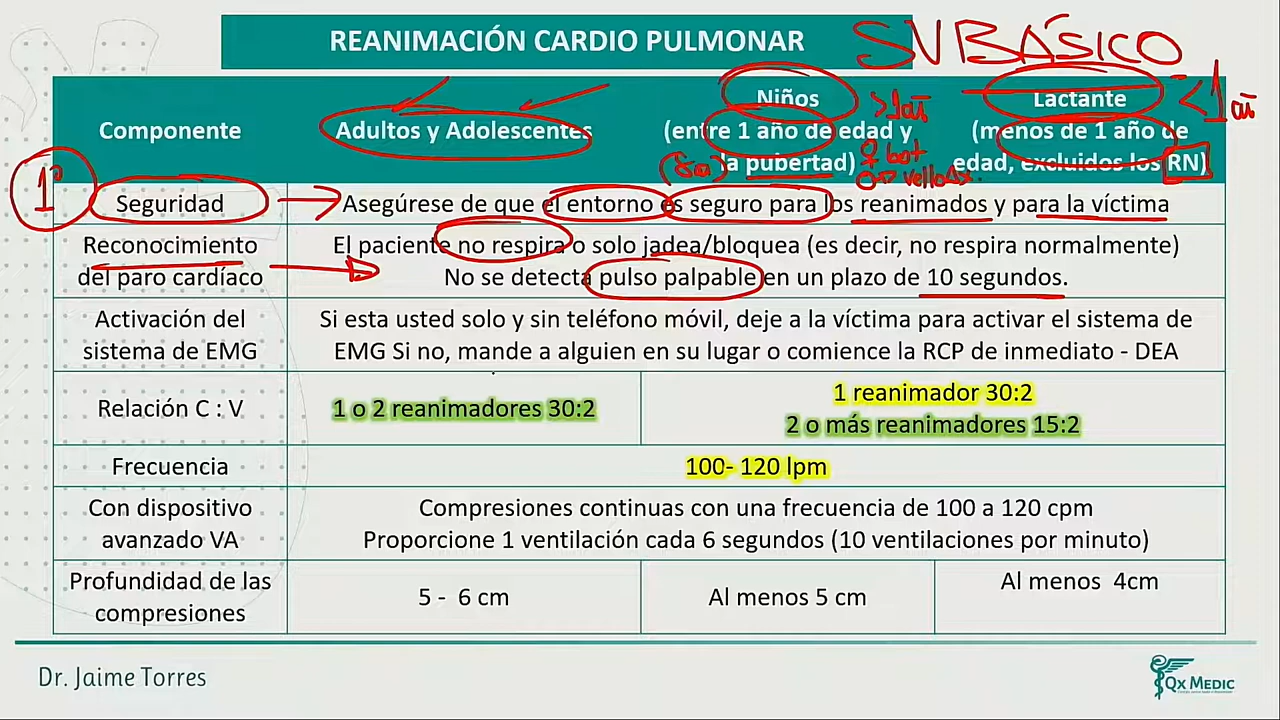 REANIMACIÓN CARDIO PULMONAR
SV BÁSICO
Componente
Adultos y Adolescentes
Niños
(entre 1 año de edad y
la pubertad)
>1añ
(8a)
♀ bot
vello Ax.
Lactante
(menos de 1 año de
edad, excluidos los RN)
<1añ
1º
Seguridad
Asegúrese de que el entorno es seguro para los reanimados y para la víctima
Reconocimiento
del paro cardíaco
El paciente no respira o solo jadea/bloquea (es decir, no respira normalmente)
No se detecta pulso palpable en un plazo de 10 segundos.
Activación del
sistema de EMG
Si esta usted solo y sin teléfono móvil, deje a la víctima para activar el sistema de
EMG Si no, mande a alguien en su lugar o comience la RCP de inmediato - DEA
Relación C : V
1 o 2 reanimadores 30:2
1 reanimador 30:2
2 o más reanimadores 15:2
Frecuencia
100- 120 lpm
Con dispositivo
avanzado VA
Compresiones continuas con una frecuencia de 100 a 120 cpm
Proporcione 1 ventilación cada 6 segundos (10 ventilaciones por minuto)
Profundidad de las
compresiones
5 - 6 cm
Al menos 5 cm
Al menos 4cm
Dr. Jaime Torres
QX MEDIC